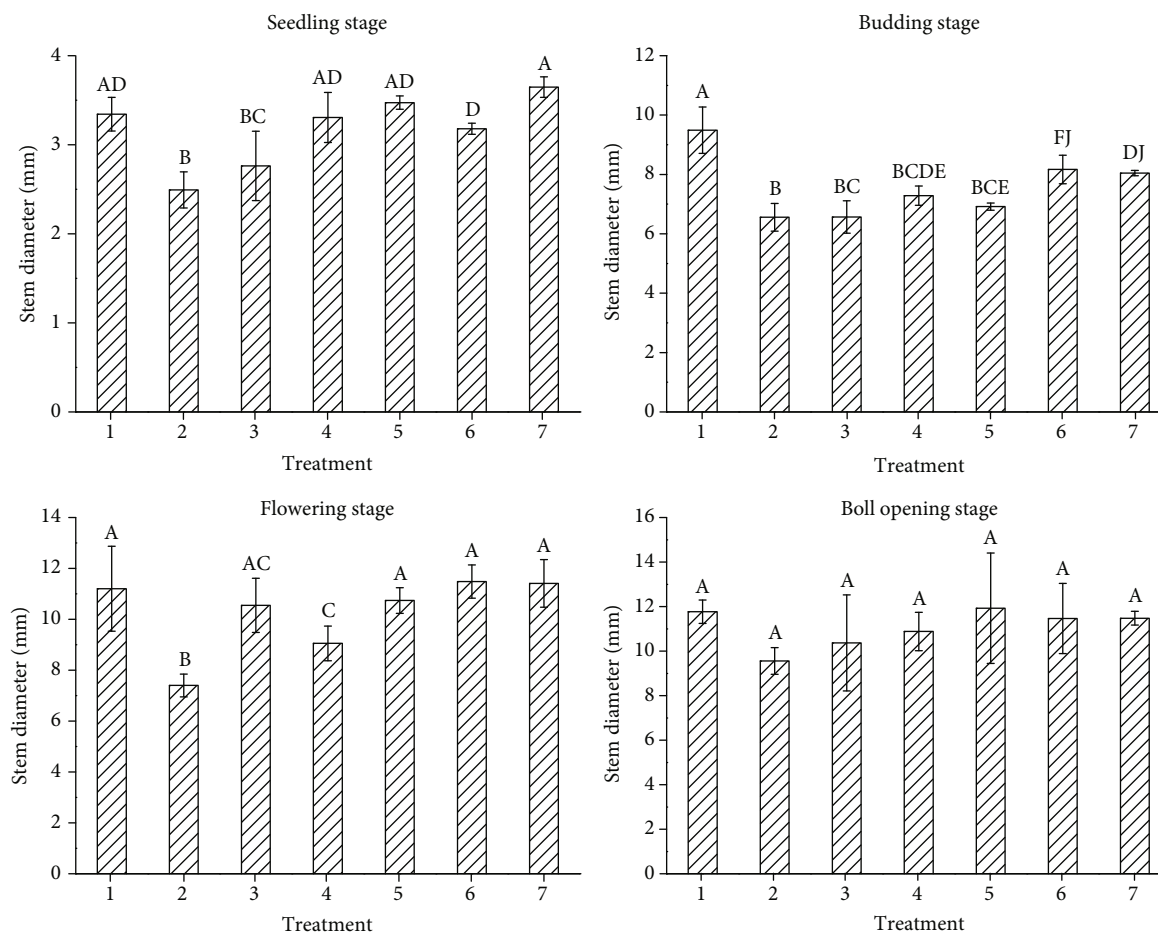 Seedling stage
Stem diameter (mm)
4
3
2
1
0
AD
B
BC
AD
AD
D
A
1 2 3 4 5 6 7
Treatment
Budding stage
Stem diameter (mm)
12
10
8
6
4
2
0
A
B
BC
BCDE
BCE
FJ
DJ
1 2 3 4 5 6 7
Treatment
Flowering stage
Stem diameter (mm)
14
12
10
8
6
4
2
0
A
B
AC
C
A
A
A
1 2 3 4 5 6 7
Treatment
Boll opening stage
Stem diameter (mm)
16
14
12
10
8
6
4
2
0
A
A
A
A
A
A
A
1 2 3 4 5 6 7
Treatment